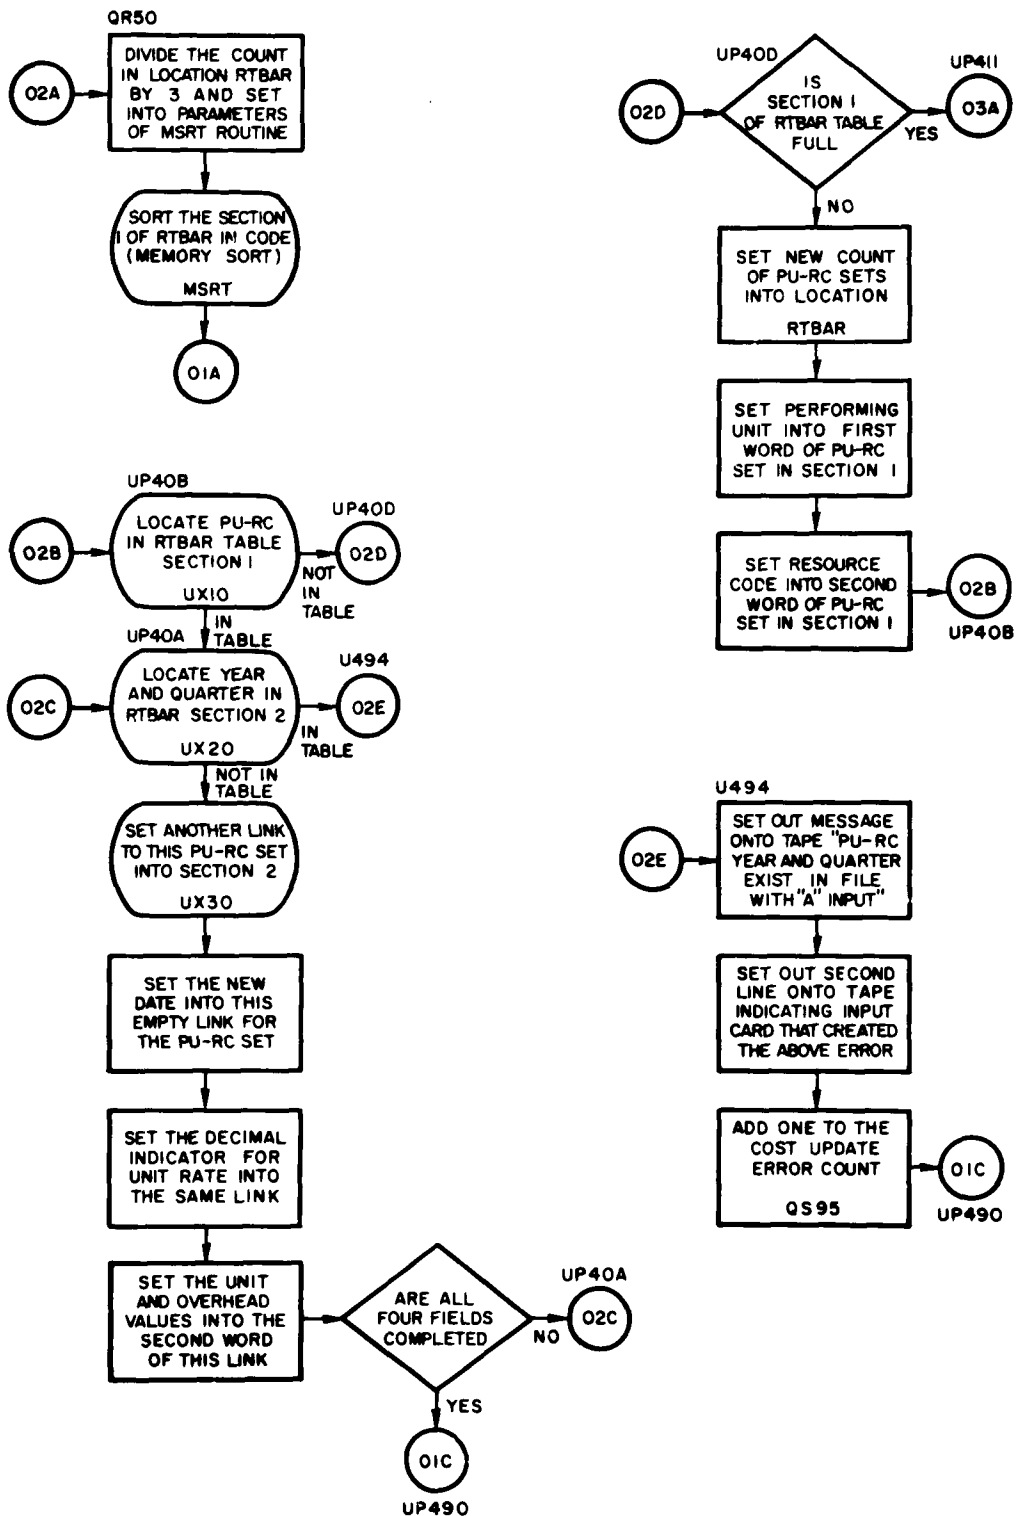 QR50
O2A
DIVIDE THE COUNT
IN LOCATION RTBAR
BY 3 AND SET
INTO PARAMETERS
OF MSRT ROUTINE
SORT THE SECTION
1 OF RTBAR IN CODE
(MEMORY SORT)
MSRT
O1A
UP40B
O2B
LOCATE PU-RC
IN RTBAR TABLE
SECTION 1
UX10
UP40D
O2D
NOT
IN
TABLE
IN
TABLE
UP40A
O2C
LOCATE YEAR
AND QUARTER IN
RTBAR SECTION 2
UX20
U494
O2E
IN
TABLE
NOT IN
TABLE
SET ANOTHER LINK
TO THIS PU-RC SET
INTO SECTION 2
UX30
SET THE NEW
DATE INTO THIS
EMPTY LINK FOR
THE PU-RC SET
SET THE DECIMAL
INDICATOR FOR
UNIT RATE INTO
THE SAME LINK
SET THE UNIT
AND OVERHEAD
VALUES INTO THE
SECOND WORD
OF THIS LINK
ARE ALL
FOUR FIELDS
COMPLETED
UP40A
O2C
NO
YES
O1C
UP490
UP40D
O2D
IS
SECTION 1
OF RTBAR TABLE
FULL
UP411
O3A
YES
NO
SET NEW COUNT
OF PU-RC SETS
INTO LOCATION
RTBAR
SET PERFORMING
UNIT INTO FIRST
WORD OF PU-RC
SET IN SECTION 1
SET RESOURCE
CODE INTO SECOND
WORD OF PU-RC
SET IN SECTION 1
O2B
UP40B
U494
O2E
SET OUT MESSAGE
ONTO TAPE "PU-RC
YEAR AND QUARTER
EXIST IN FILE
WITH "A" INPUT"
SET OUT SECOND
LINE ONTO TAPE
INDICATING INPUT
CARD THAT CREATED
THE ABOVE ERROR
ADD ONE TO THE
COST UPDATE
ERROR COUNT
QS95
O1C
UP490